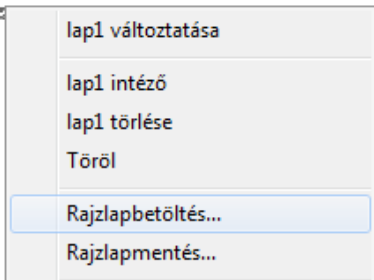 lap1 változtatása
lap1 intéző
lap1 törlése
Töröl
Rajzlapbetöltés...
Rajzlapmentés...